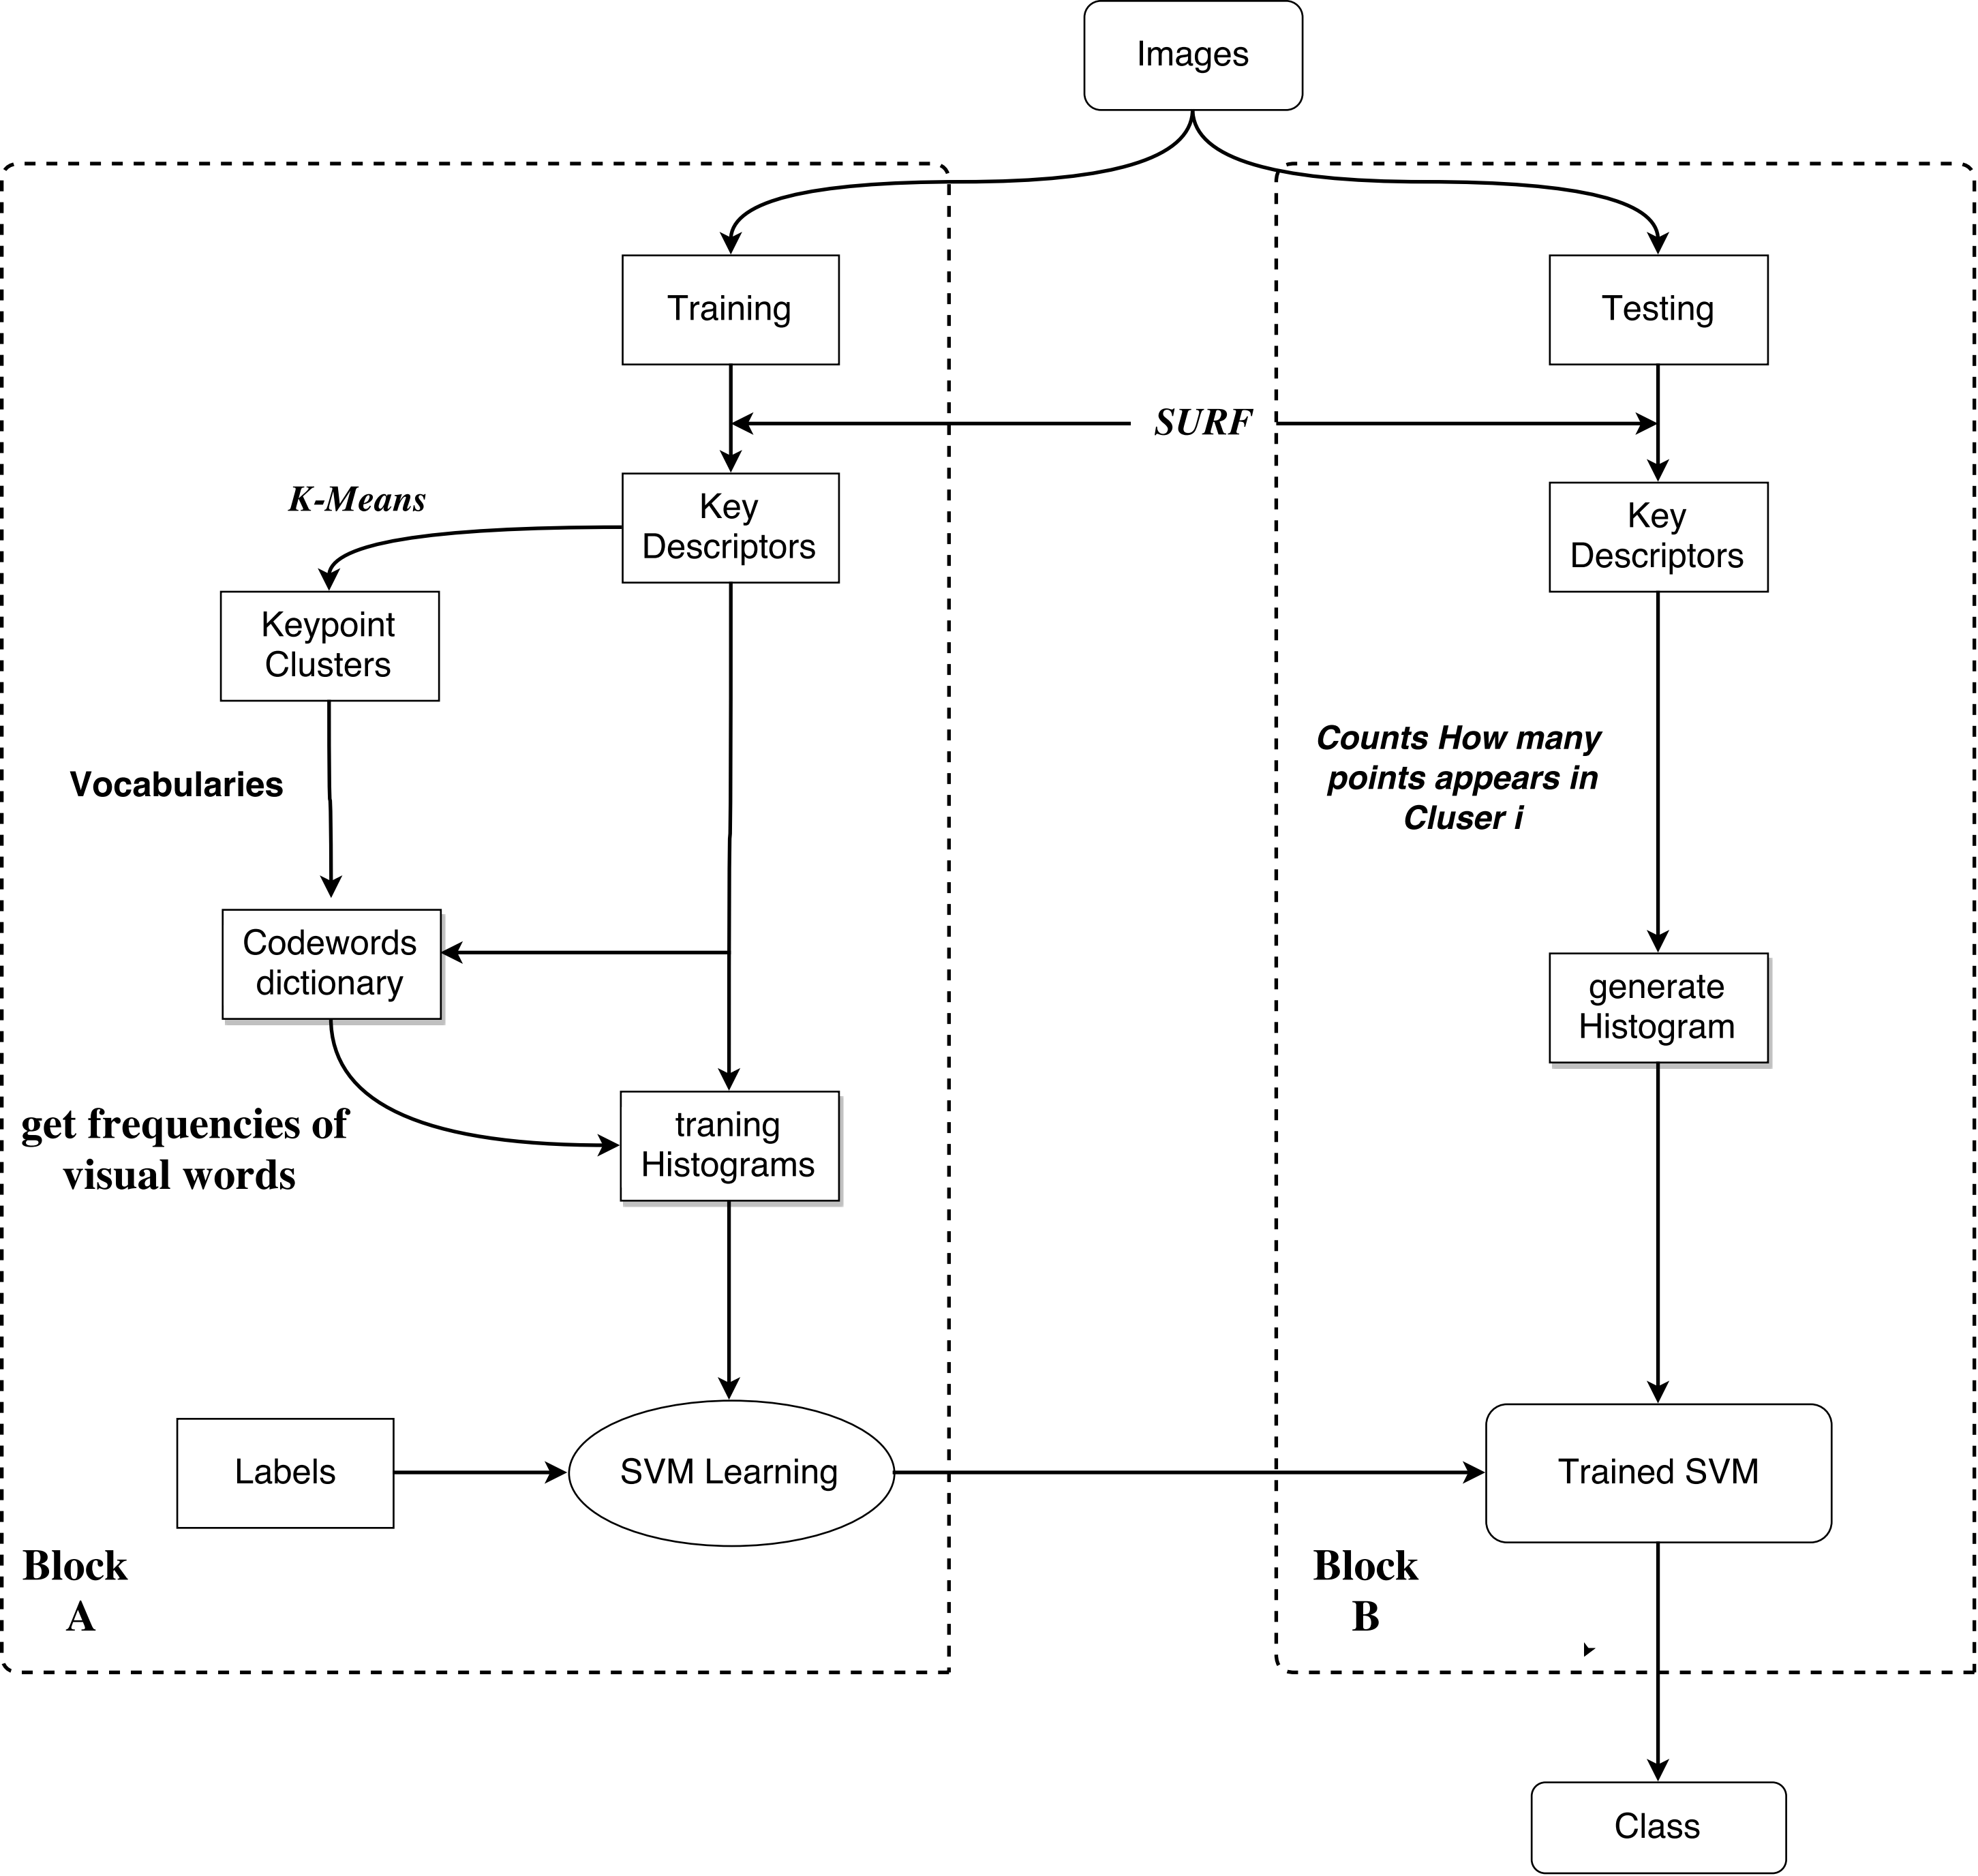 Images
Training
Testing
SURF
K-Means
Key
Descriptors
Key
Descriptors
Keypoint
Clusters
Vocabularies
Counts How many
points appears in
Cluser i
Codewords
dictionary
generate
Histogram
get frequencies of
visual words
traning
Histograms
Labels
SVM Learning
Trained SVM
Block
A
Block
B
Class